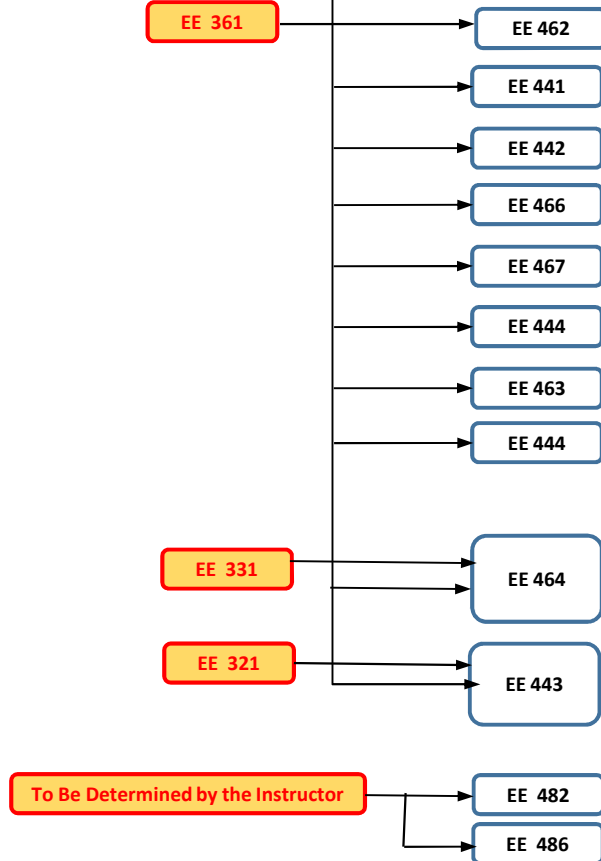 EE 361
EE 462
EE 441
EE 442
EE 466
EE 467
EE 444
EE 463
EE 444
EE 331
EE 464
EE 321
EE 443
To Be Determined by the Instructor
EE 482
EE 486